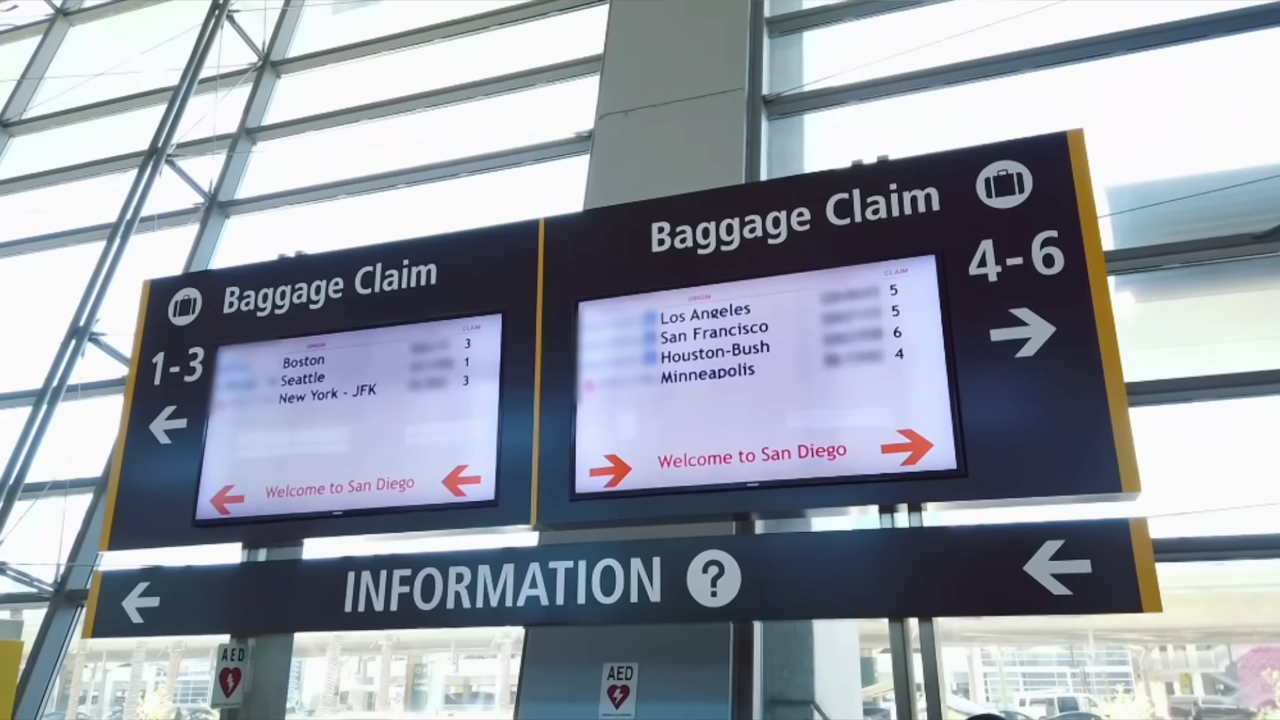 Baggage Claim
1-3
ORIGIN CLAIM
Boston 3
Seattle 1
New York - JFK 3
Welcome to San Diego
Baggage Claim
4-6
ORIGIN CLAIM
Los Angeles 5
San Francisco 5
Houston-Bush 6
Minneapolis 4
Welcome to San Diego
INFORMATION ?
AED
AED